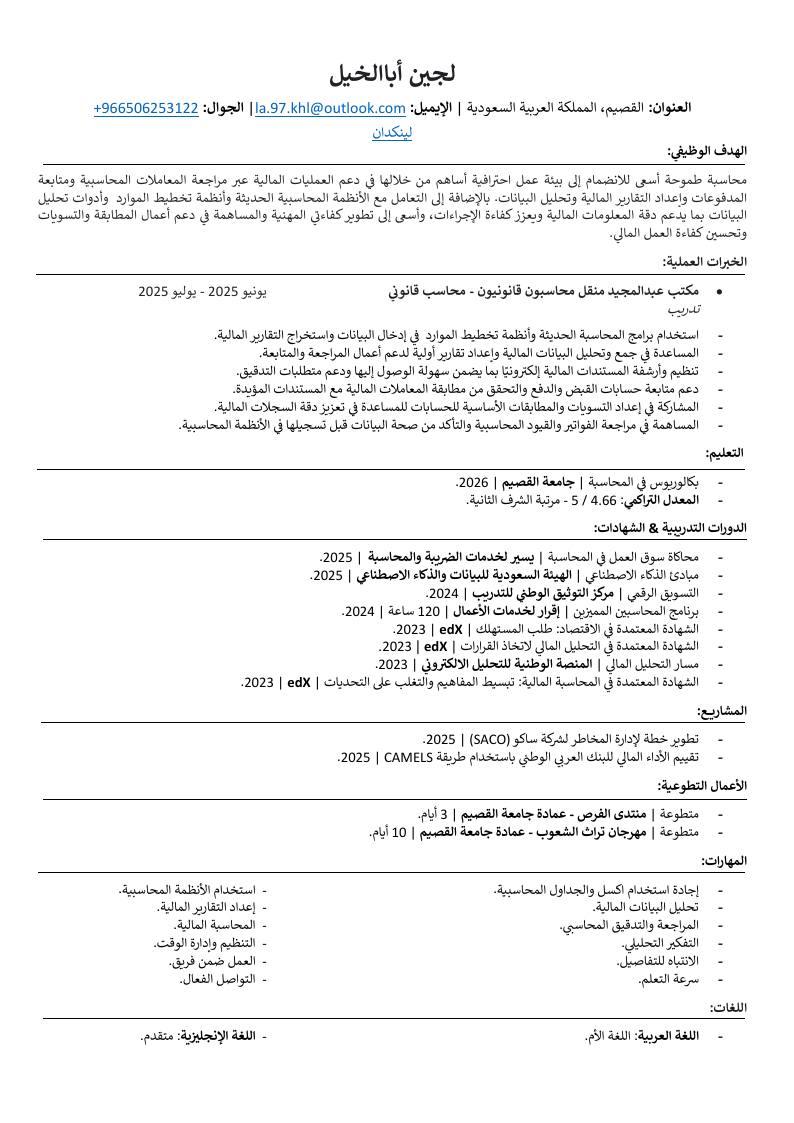 لجين أباالخيل
العنوان: القصيم، المملكة العربية السعودية | الإيميل: la.97.khl@outlook.com | الجوال: +966506253122
لينكدان
الهدف الوظيفي:
محاسبة طموحة أسعى للانضمام إلى بيئة عمل احترافية أساهم من خلالها في دعم العمليات المالية عبر مراجعة المعاملات المحاسبية ومتابعة
المدفوعات وإعداد التقارير المالية وتحليل البيانات. بالإضافة إلى التعامل مع الأنظمة المحاسبية الحديثة وأنظمة تخطيط الموارد وأدوات تحليل
البيانات بما يدعم دقة المعلومات المالية ويعزز كفاءة الإجراءات، وأسعى إلى تطوير كفاءتي المهنية والمساهمة في دعم أعمال المطابقة والتسويات
وتحسين كفاءة العمل المالي.
الخبرات العملية:
• مكتب عبدالمجيد منقل محاسبون قانونيون - محاسب قانوني يونيو 2025 - يوليو 2025
تدريب
- استخدام برامج المحاسبة الحديثة وأنظمة تخطيط الموارد في إدخال البيانات واستخراج التقارير المالية.
- المساعدة في جمع وتحليل البيانات المالية وإعداد تقارير أولية لدعم أعمال المراجعة والمتابعة.
- تنظيم وأرشفة المستندات المالية إلكترونيًا بما يضمن سهولة الوصول إليها ودعم متطلبات التدقيق.
- دعم متابعة حسابات القبض والدفع والتحقق من مطابقة المعاملات المالية مع المستندات المؤيدة.
- المشاركة في إعداد التسويات والمطابقات الأساسية للحسابات للمساعدة في تعزيز دقة السجلات المالية.
- المساهمة في مراجعة الفواتير والقيود المحاسبية والتأكد من صحة البيانات قبل تسجيلها في الأنظمة المحاسبية.
التعليم:
- بكالوريوس في المحاسبة | جامعة القصيم | 2026.
- المعدل التراكمي: 4.66 / 5 - مرتبة الشرف الثانية.
الدورات التدريبية & الشهادات:
- محاكاة سوق العمل في المحاسبة | يسير لخدمات الضريبة والمحاسبة | 2025.
- مبادئ الذكاء الاصطناعي | الهيئة السعودية للبيانات والذكاء الاصطناعي | 2025.
- التسويق الرقمي | مركز التوثيق الوطني للتدريب | 2024.
- برنامج المحاسبين المميزين | إقرار لخدمات الأعمال | 120 ساعة | 2024.
- الشهادة المعتمدة في الاقتصاد: طلب المستهلك | edX | 2023.
- الشهادة المعتمدة في التحليل المالي لاتخاذ القرارات | edX | 2023.
- مسار التحليل المالي | المنصة الوطنية للتحليل الالكتروني | 2023.
- الشهادة المعتمدة في المحاسبة المالية: تبسيط المفاهيم والتغلب على التحديات | edX | 2023.
المشاريع:
- تطوير خطة لإدارة المخاطر لشركة ساكو (SACO) | 2025.
- تقييم الأداء المالي للبنك العربي الوطني باستخدام طريقة CAMELS | 2025.
الأعمال التطوعية:
- متطوعة | منتدى الفرص - عمادة جامعة القصيم | 3 أيام.
- متطوعة | مهرجان تراث الشعوب - عمادة جامعة القصيم | 10 أيام.
المهارات:
- إجادة استخدام اكسل والجداول المحاسبية. - استخدام الأنظمة المحاسبية.
- تحليل البيانات المالية. - إعداد التقارير المالية.
- المراجعة والتدقيق المحاسبي. - المحاسبة المالية.
- التفكير التحليلي. - التنظيم وإدارة الوقت.
- الانتباه للتفاصيل. - العمل ضمن فريق.
- سرعة التعلم. - التواصل الفعال.
اللغات:
- اللغة العربية: اللغة الأم. - اللغة الإنجليزية: متقدم.